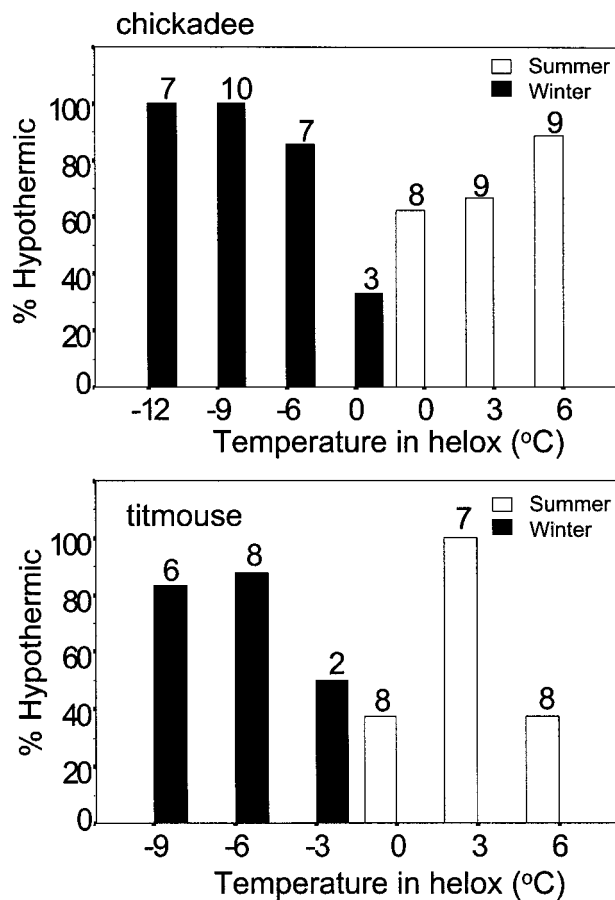 chickadee
Summer
Winter
% Hypothermic
100
80
60
40
20
0
7 10 7 3 8 9 9
-12 -9 -6 0 0 3 6
Temperature in helox (°C)
titmouse
Summer
Winter
% Hypothermic
100
80
60
40
20
0
6 8 2 8 7 8
-9 -6 -3 0 3 6
Temperature in helox (°C)